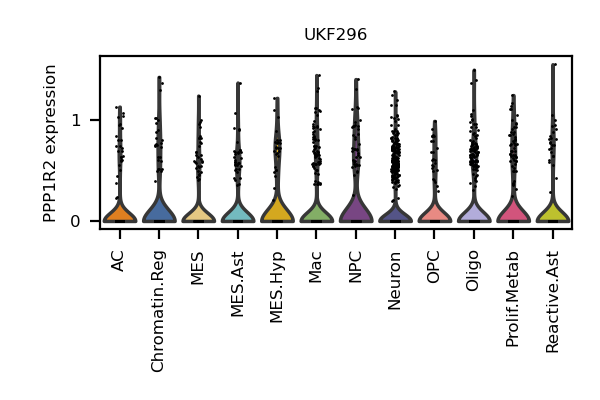 UKF296
PPP1R2 expression
1
0
AC
Chromatin.Reg
MES
MES.Ast
MES.Hyp
Mac
NPC
Neuron
OPC
Oligo
Prolif.Metab
Reactive.Ast